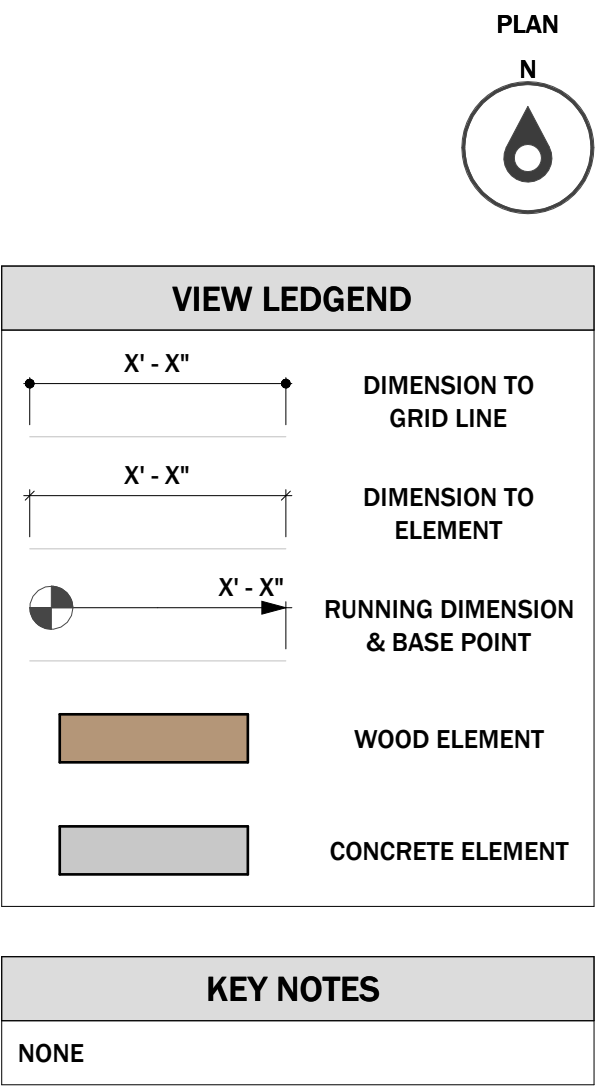 PLAN
N
VIEW LEDGEND
X' - X"
DIMENSION TO
GRID LINE
X' - X"
DIMENSION TO
ELEMENT
X' - X"
RUNNING DIMENSION
& BASE POINT
WOOD ELEMENT
CONCRETE ELEMENT
KEY NOTES
NONE